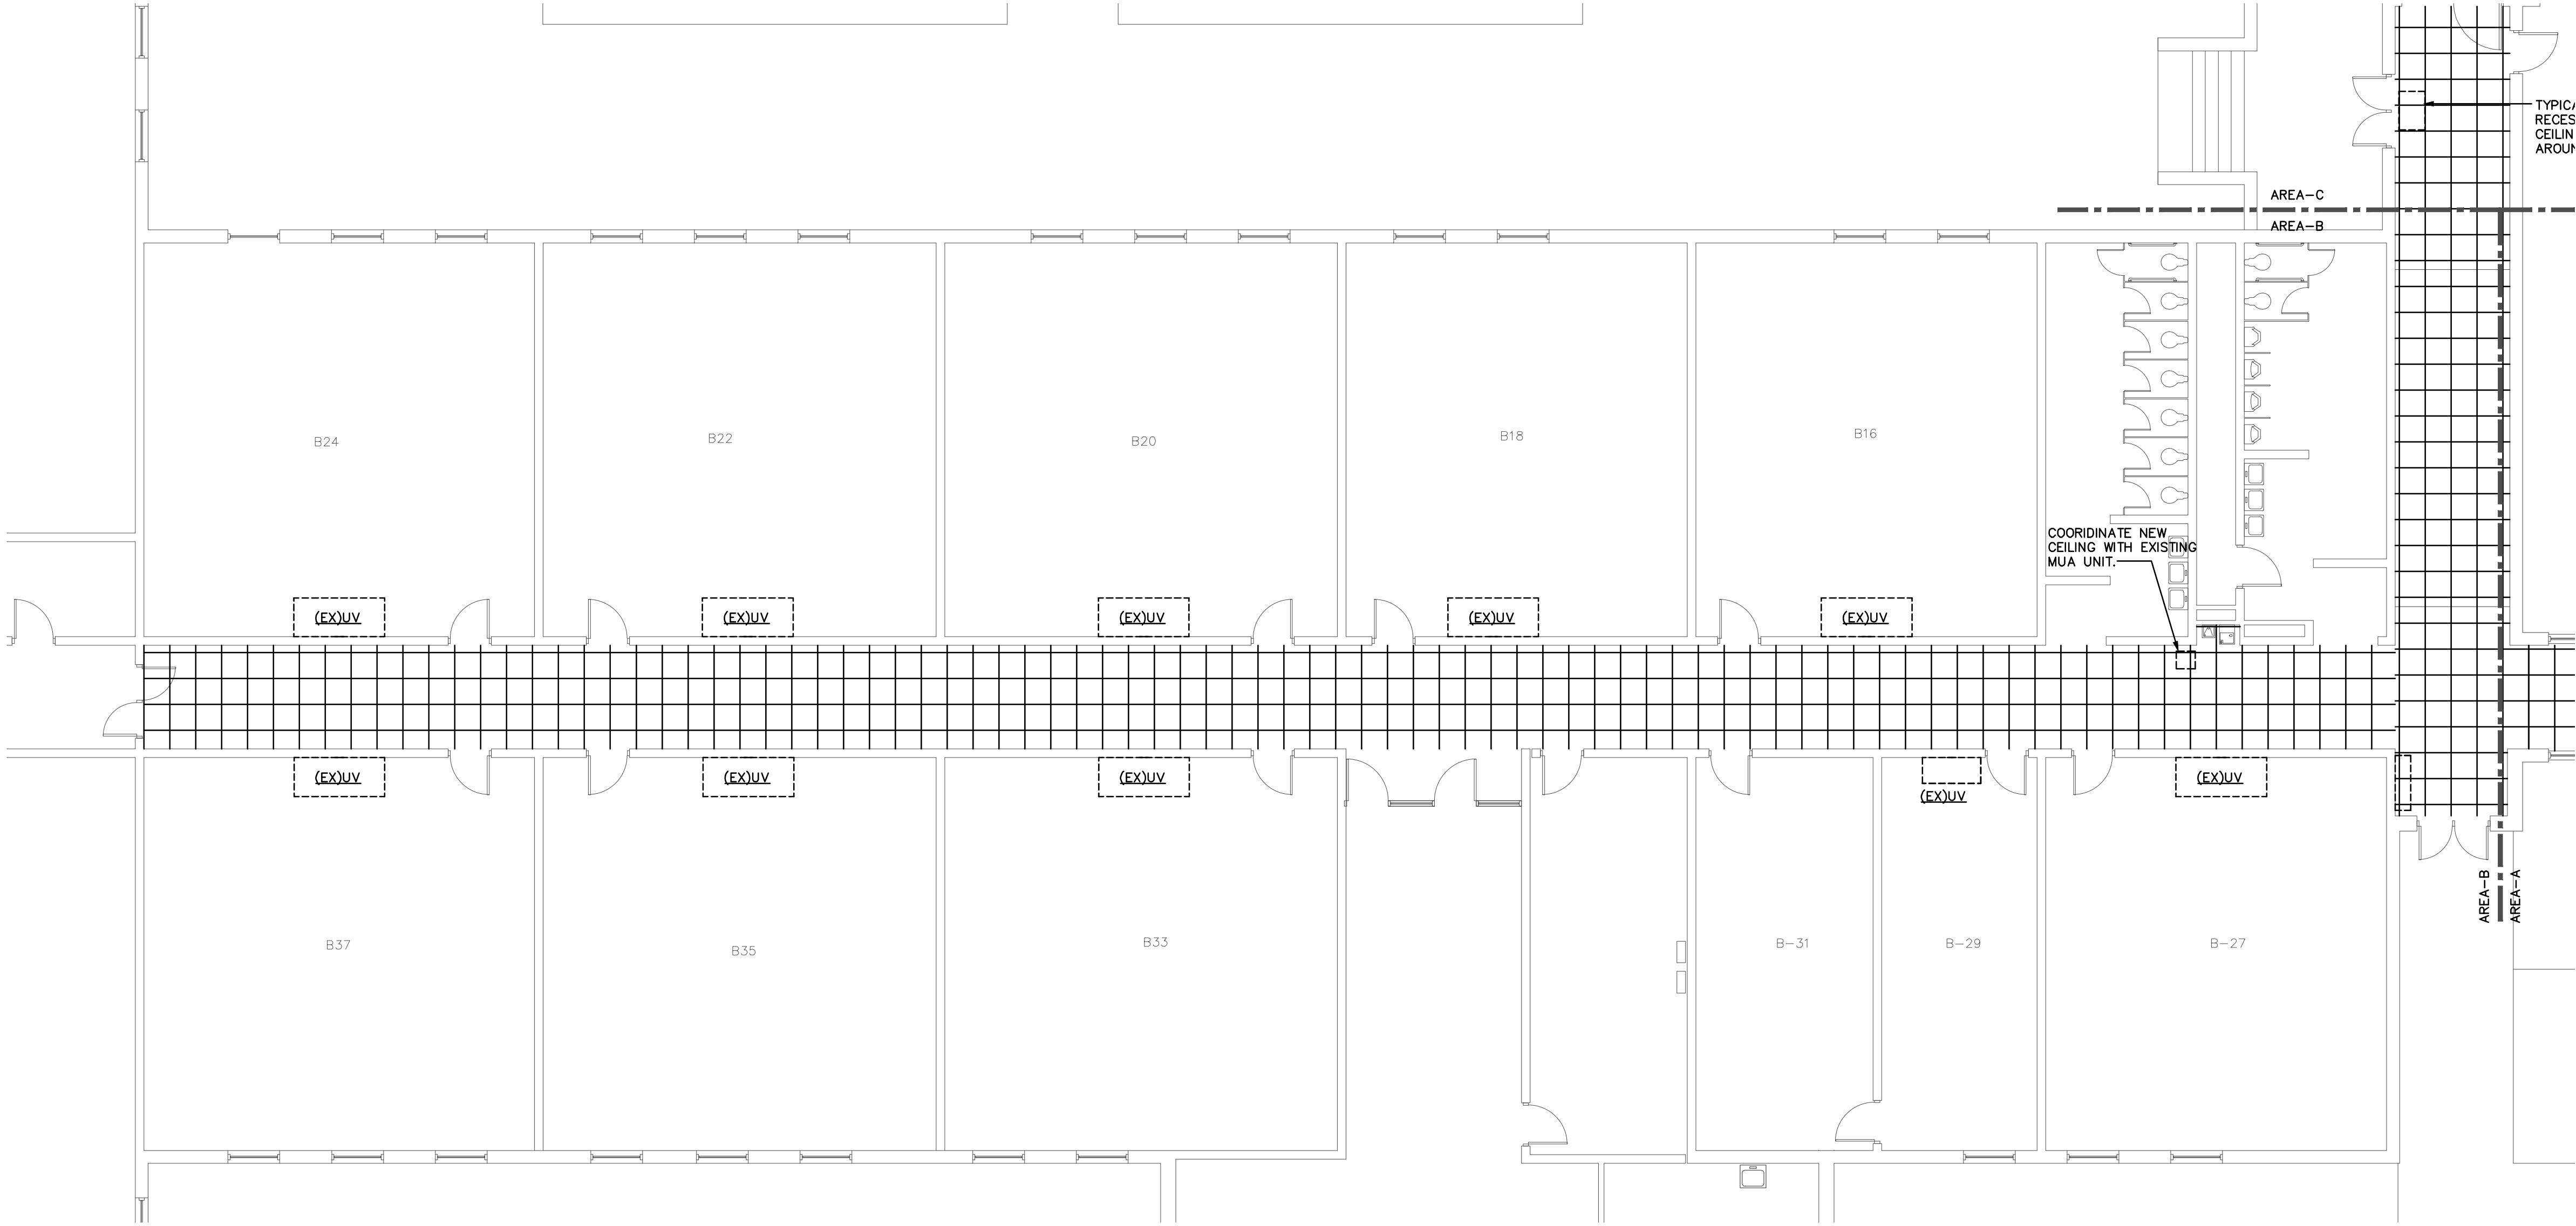 TYPICA
RECES
CEILIN
AROUN
AREA-C
AREA-B
B24
B22
B20
B18
B16
COORIDINATE NEW
CEILING WITH EXISTING
MUA UNIT.
(EX)UV
(EX)UV
(EX)UV
(EX)UV
(EX)UV
(EX)UV
(EX)UV
(EX)UV
(EX)UV
(EX)UV
AREA-B
AREA-A
B37
B35
B33
B-31
B-29
B-27